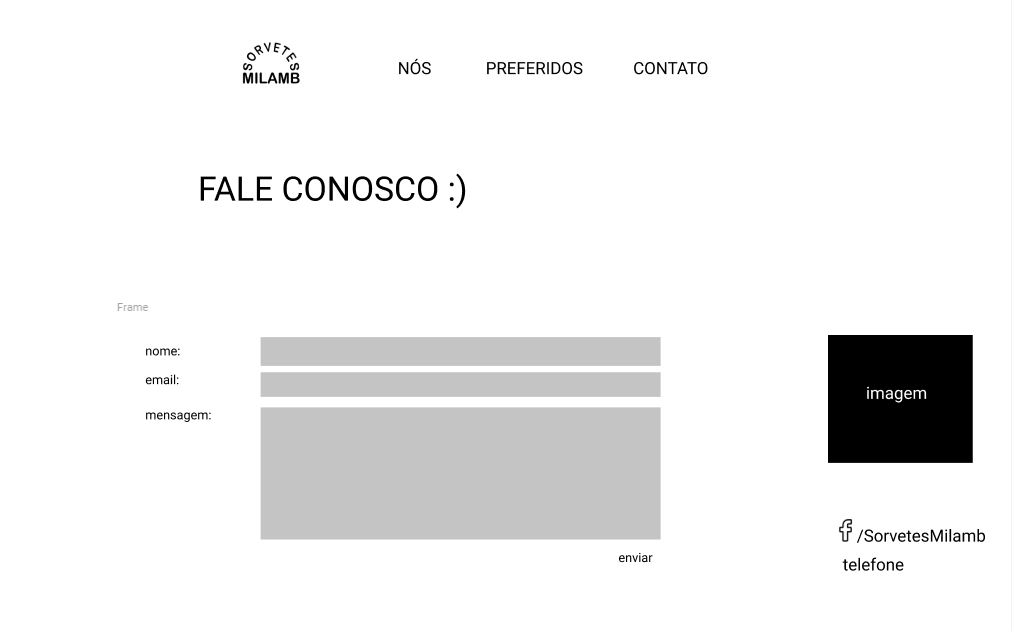 SORVETES
MILAMB
NÓS PREFERIDOS CONTATO
FALE CONOSCO :)
Frame
nome:
email:
mensagem:
enviar
imagem
/SorvetesMilamb
telefone